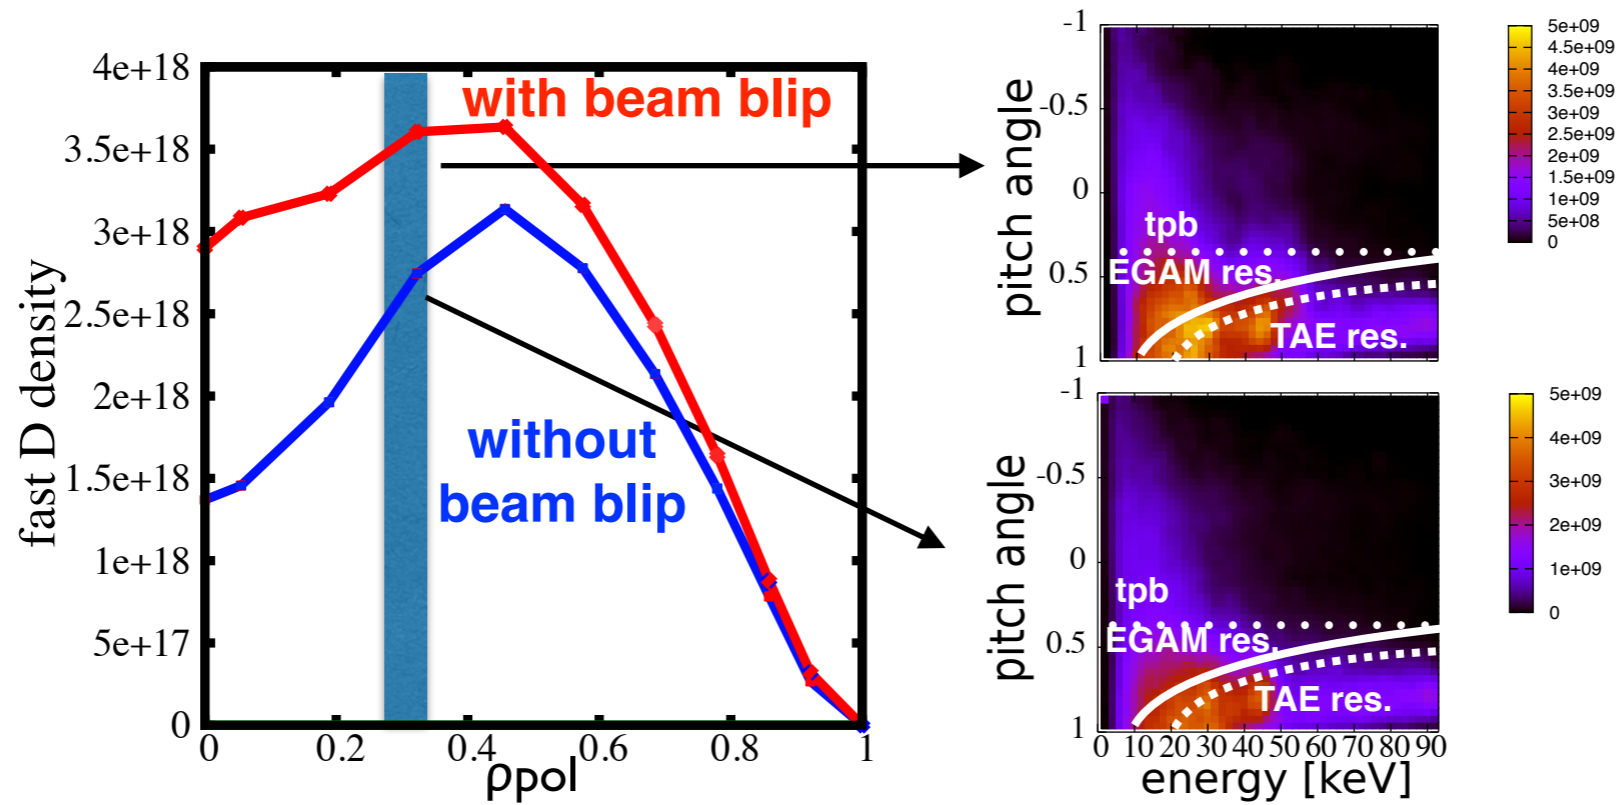 4e+18
3.5e+18
3e+18
2.5e+18
2e+18
1.5e+18
1e+18
5e+17
0
fast D density
0 0.2 0.4 0.6 0.8 1
ρpol
with beam blip
without
beam blip
-1
-0.5
0
0.5
1
pitch angle
tpb
EGAM res.
TAE res.
5e+09
4.5e+09
4e+09
3.5e+09
3e+09
2.5e+09
2e+09
1.5e+09
1e+09
5e+08
0
-1
-0.5
0
0.5
1
pitch angle
tpb
EGAM res.
TAE res.
0 10 20 30 40 50 60 70 80 90
energy [keV]
5e+09
4e+09
3e+09
2e+09
1e+09
0